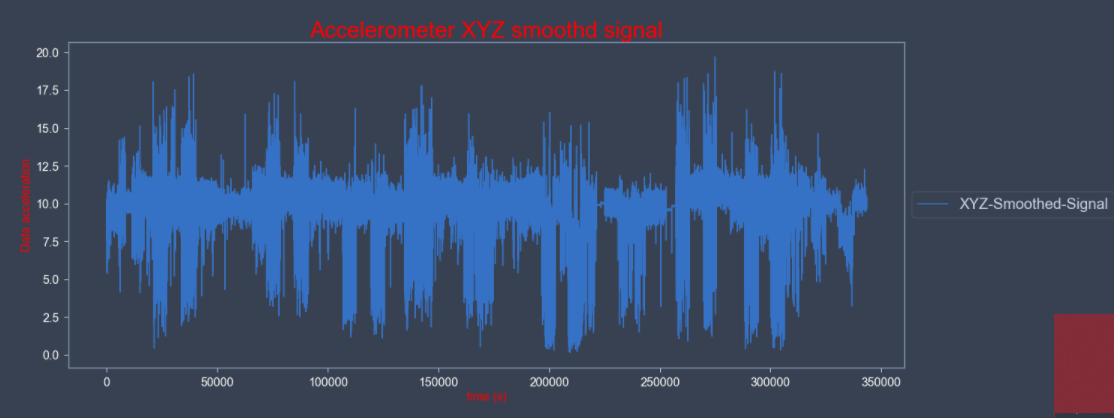 Accelerometer XYZ smoothd signal
Data acceleration
20.0
17.5
15.0
12.5
10.0
7.5
5.0
2.5
0.0
0 50000 100000 150000 200000 250000 300000 350000
time (s)
XYZ-Smoothed-Signal